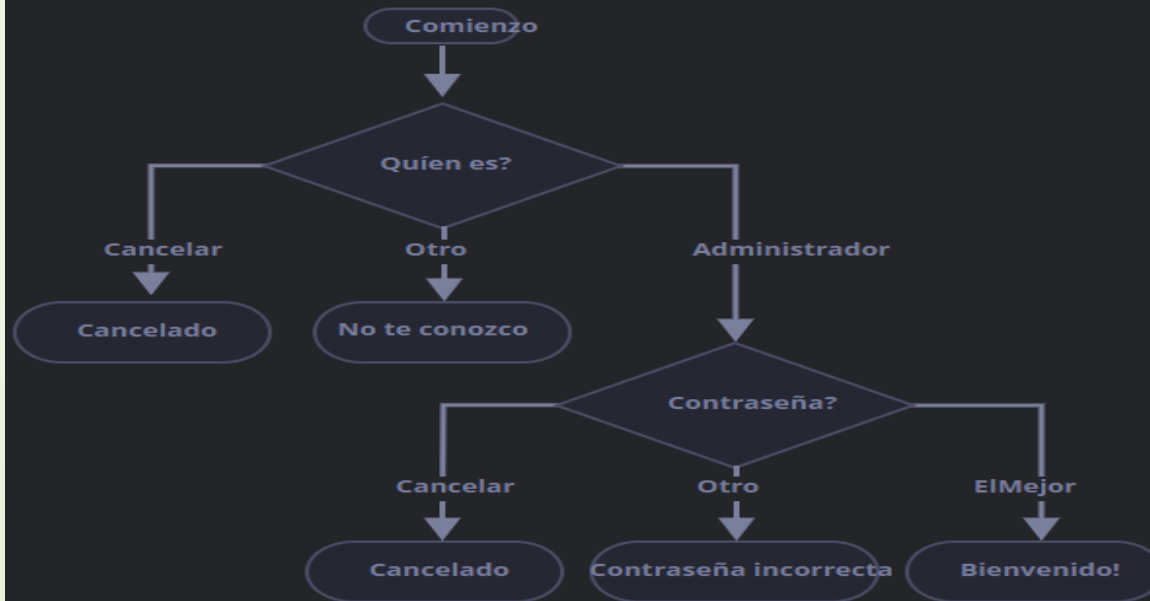 Comienzo
Quíen es?
Cancelar
Otro
Administrador
Cancelado
No te conozco
Contraseña?
Cancelar
Otro
ElMejor
Cancelado
Contraseña incorrecta
Bienvenido!